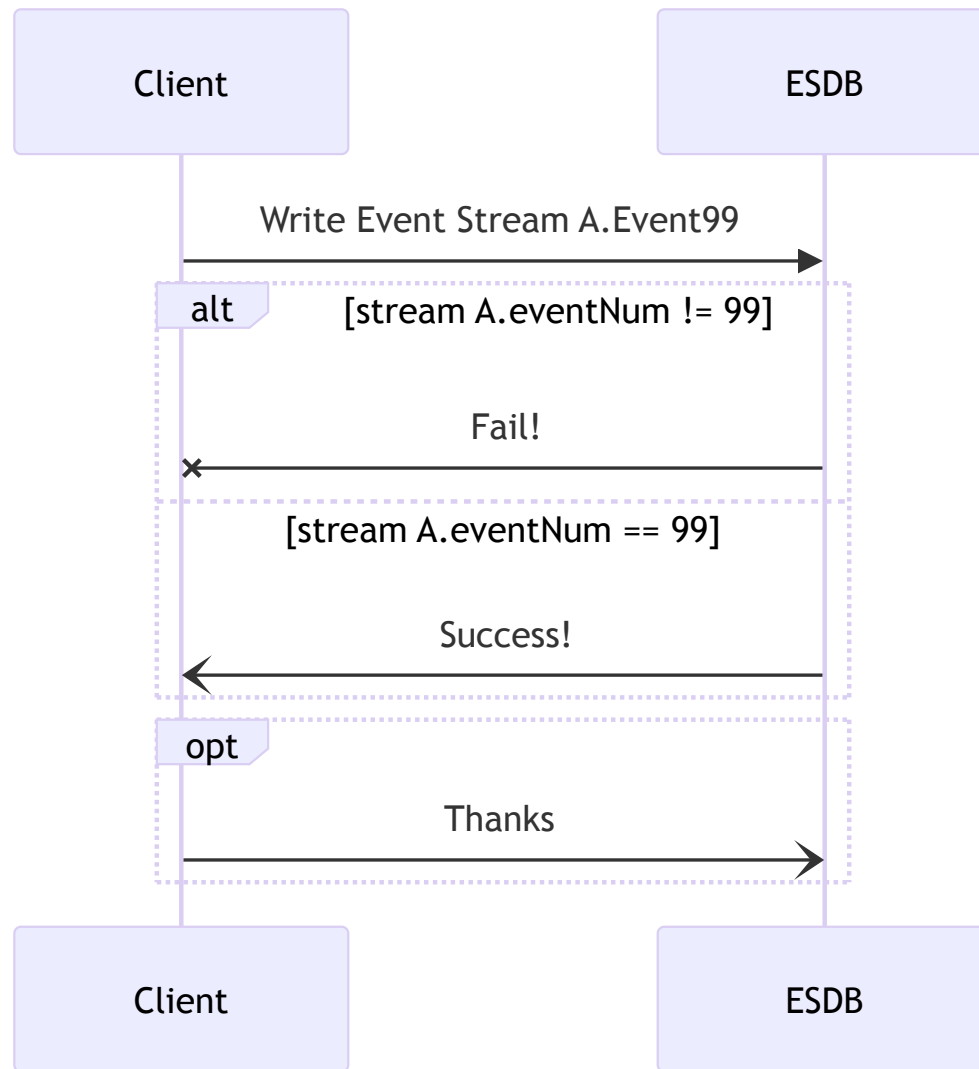 Client
ESDB
Write Event Stream A.Event99
alt
[stream A.eventNum != 99]
Fail!
[stream A.eventNum == 99]
Success!
opt
Thanks
Client
ESDB